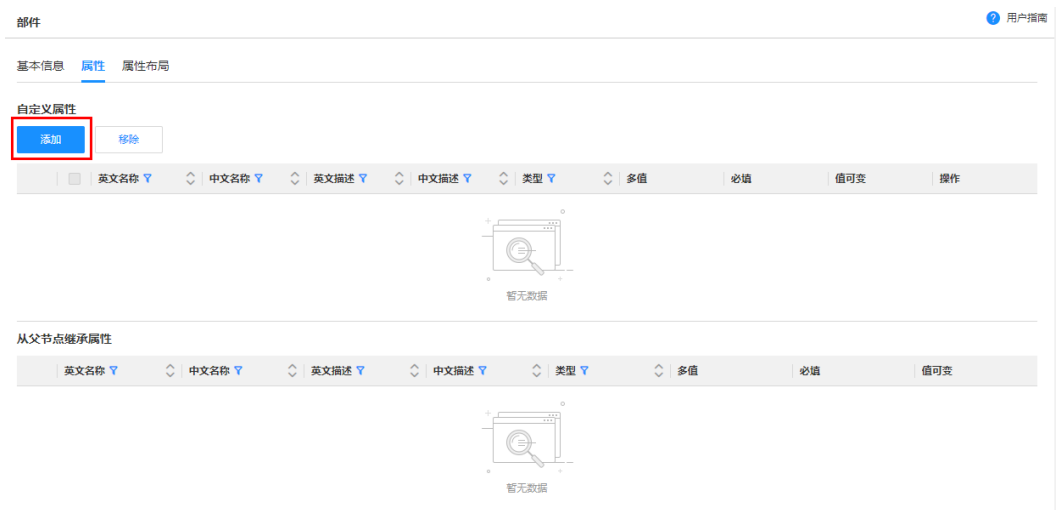 部件
? 用户指南
基本信息 属性 属性布局
自定义属性
添加 移除
英文名称 中文名称 英文描述 中文描述 类型 多值 必填 值可变 操作
暂无数据
从父节点继承属性
英文名称 中文名称 英文描述 中文描述 类型 多值 必填 值可变
暂无数据